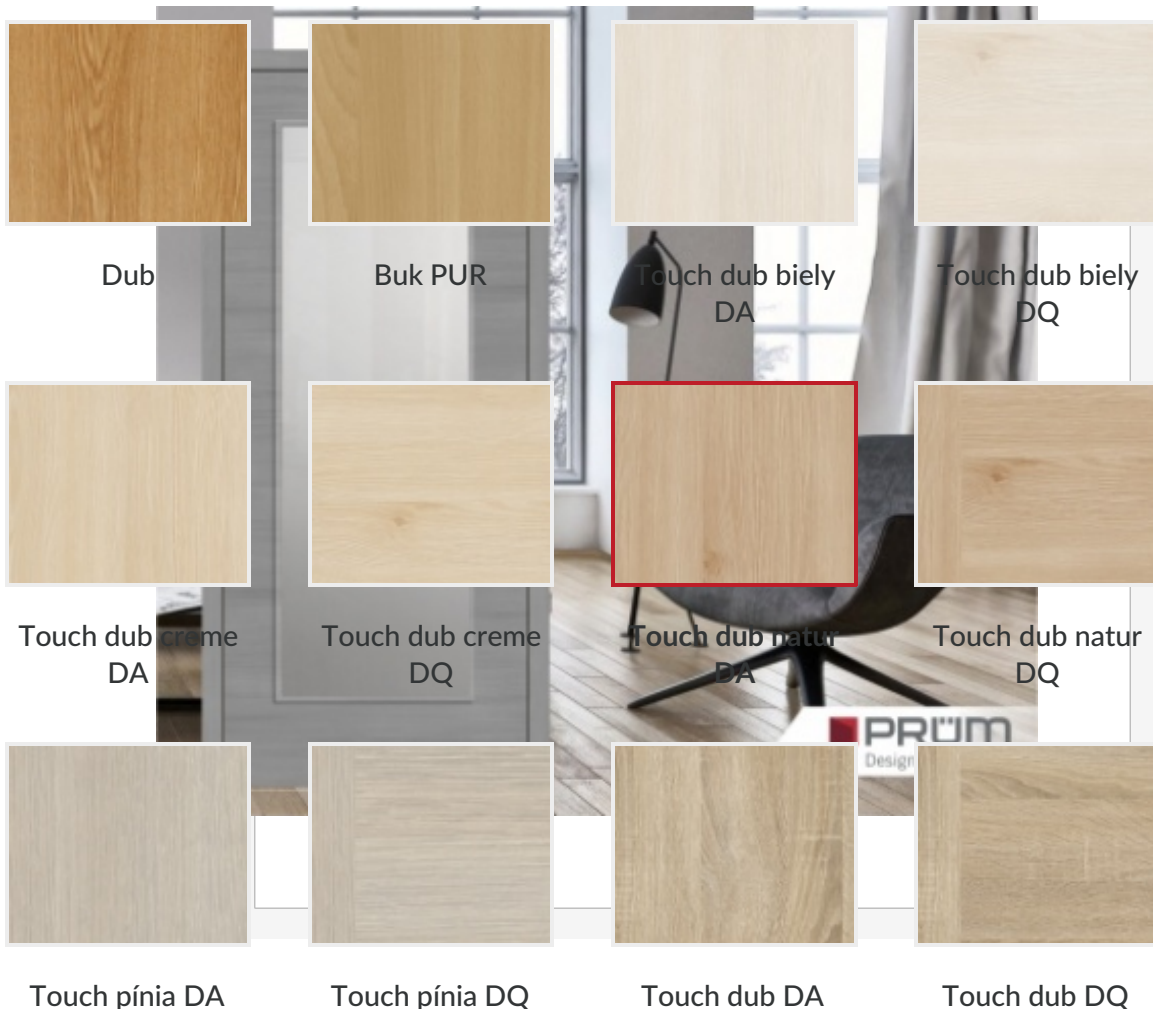 Dub
Buk PUR
Touch dub biely
DA
Touch dub biely
DQ
Touch dub creme
DA
Touch dub creme
DQ
Touch dub natur
DA
Touch dub natur
DQ
PRÜM
Design
Touch pínia DA
Touch pínia DQ
Touch dub DA
Touch dub DQ